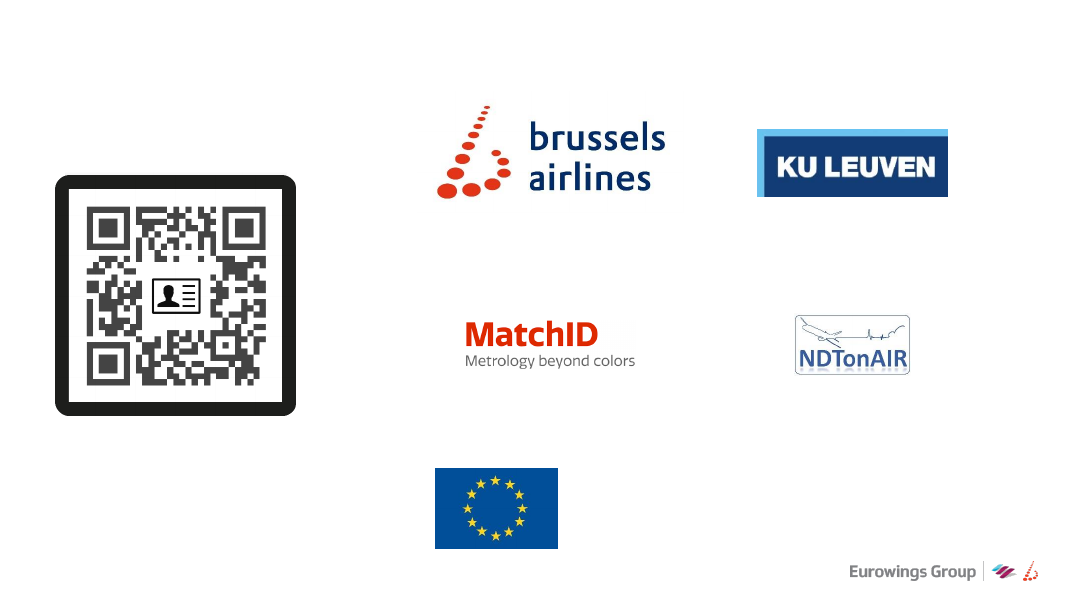 brussels
airlines
KU LEUVEN
MatchID
Metrology beyond colors
NDTonAIR
Eurowings Group